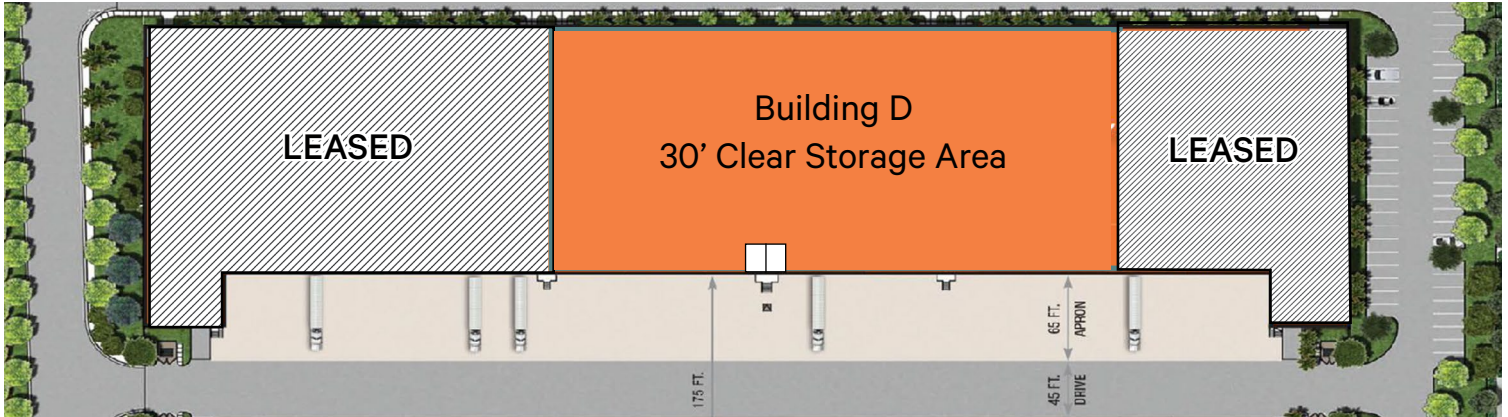 Building D
30’ Clear Storage Area
LEASED
LEASED
65 FT.
APRON
175 FT.
45 FT.
DRIVE